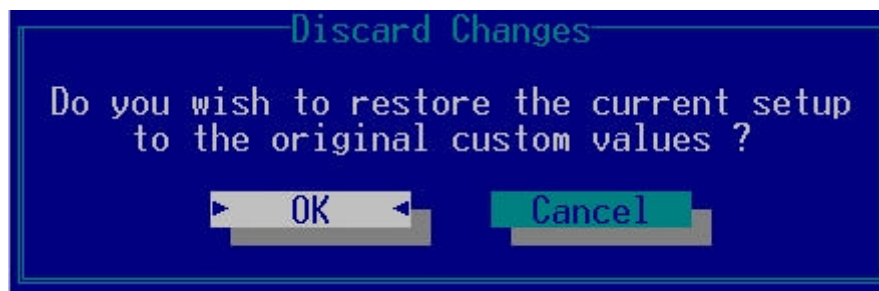 Discard Changes
Do you wish to restore the current setup
to the original custom values ?
OK Cancel